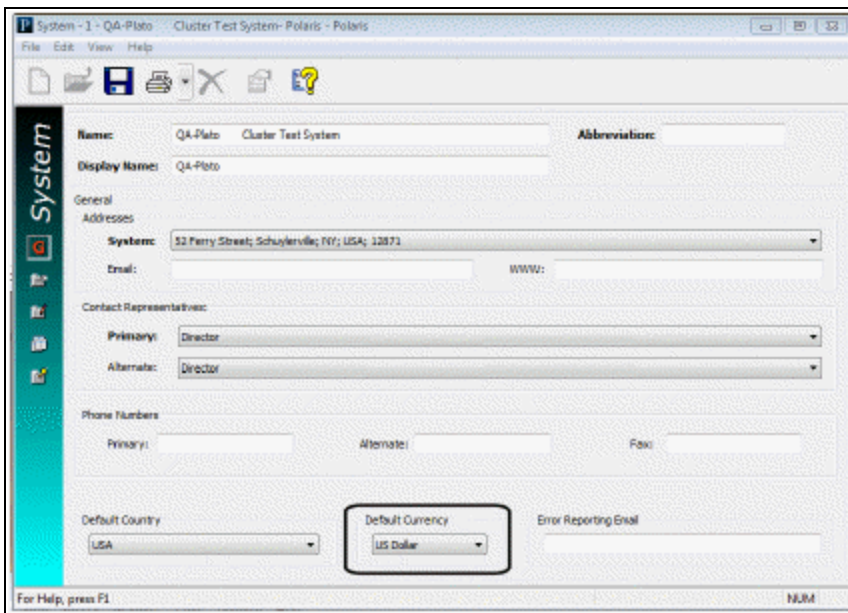 System - 1 - QA-Plato Cluster Test System- Polaris - Polaris
File Edit View Help
System
Name: QA-Plato Cluster Test System Abbreviation:
Display Name: QA-Plato
General
Addresses
System: 52 Ferry Street; Schuylerville; NY; USA; 12871
Email: WWW:
Contact Representatives:
Primary: Director
Alternate: Director
Phone Numbers
Primary: Alternate: Fax:
Default Country Default Currency Error Reporting Email
USA US Dollar
For Help, press F1 NUM